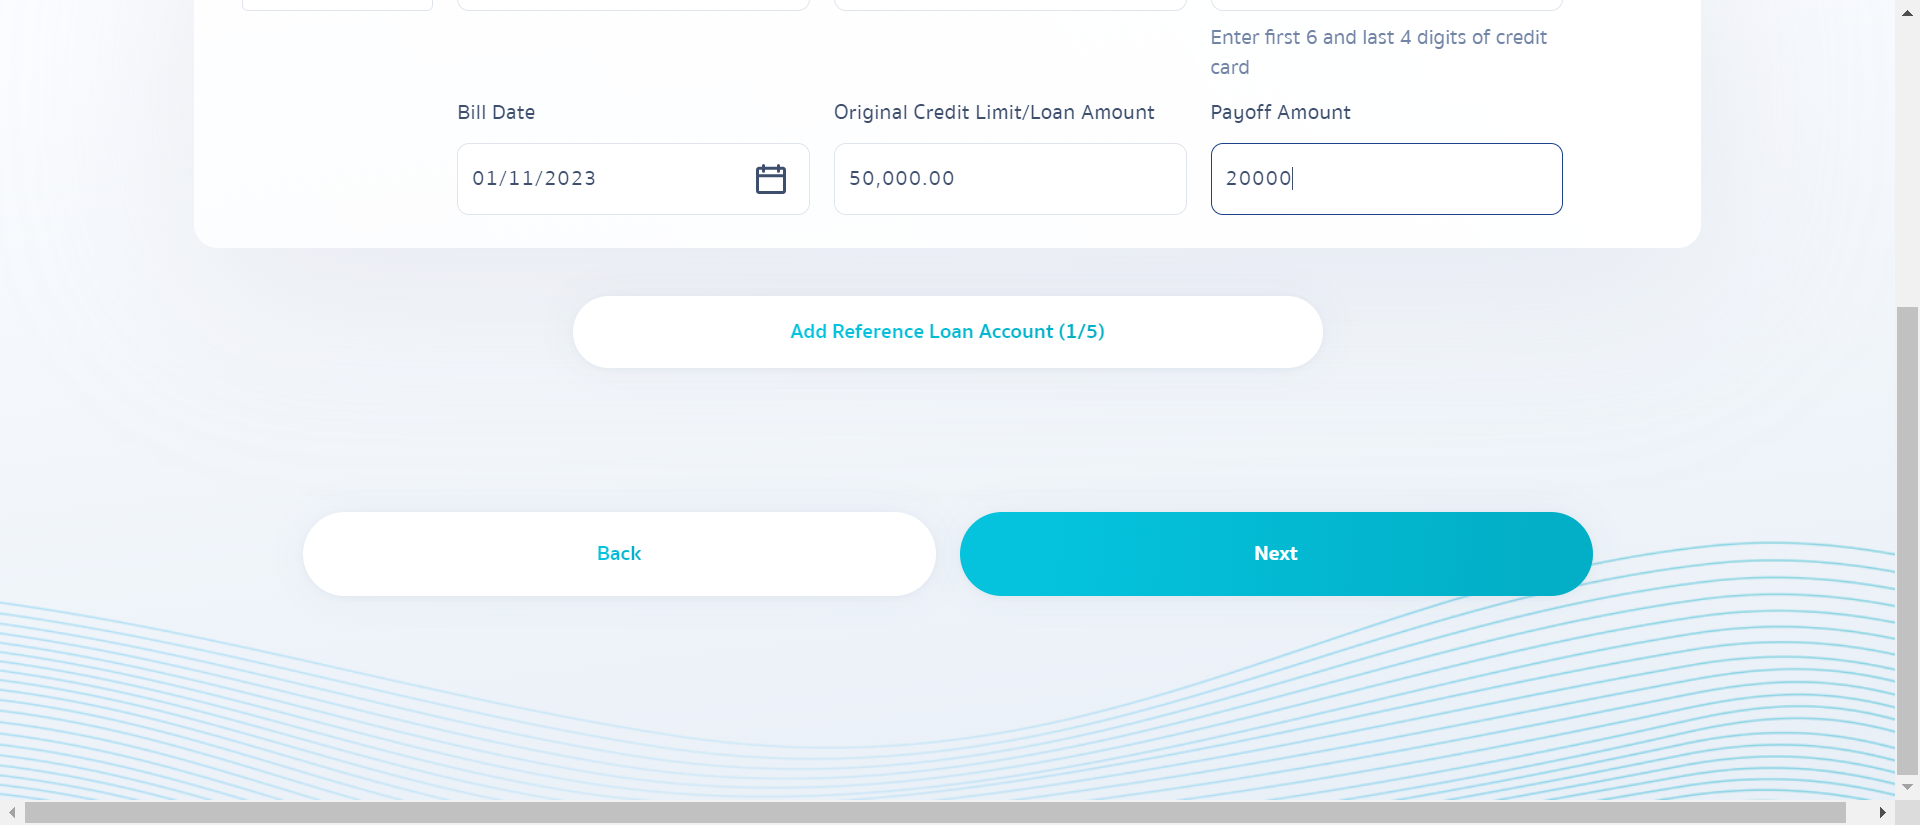 Enter first 6 and last 4 digits of credit
card
Bill Date
Original Credit Limit/Loan Amount
Payoff Amount
01/11/2023
50,000.00
20000
Add Reference Loan Account (1/5)
Back
Next